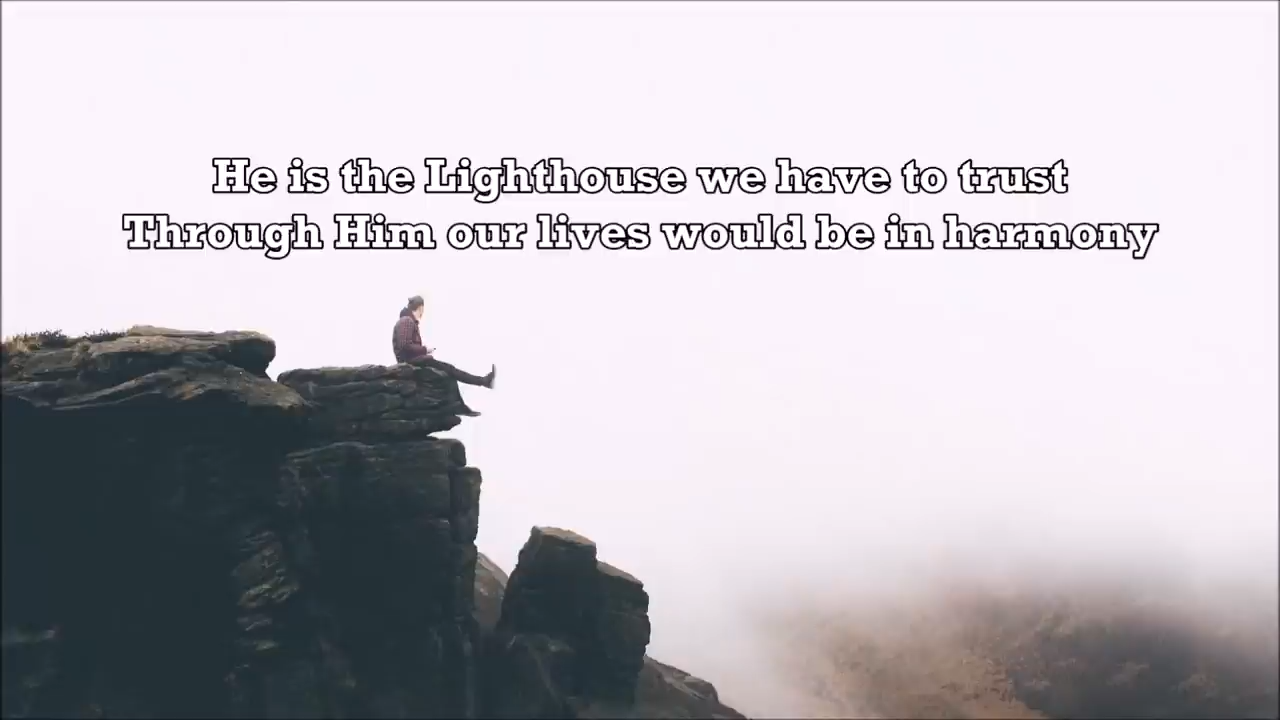 He is the Lighthouse we have to trust
Through Him our lives would be in harmony